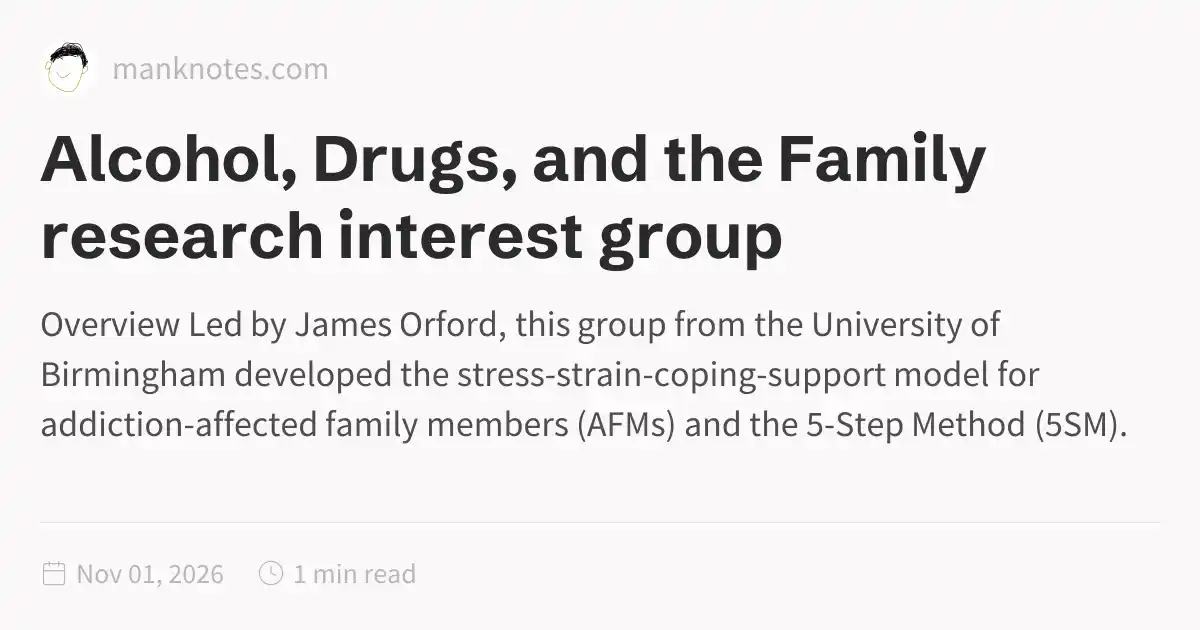 manknotes.com
Alcohol, Drugs, and the Family
research interest group
Overview Led by James Orford, this group from the University of
Birmingham developed the stress-strain-coping-support model for
addiction-affected family members (AFMs) and the 5-Step Method (5SM).
Nov 01, 2026 1 min read